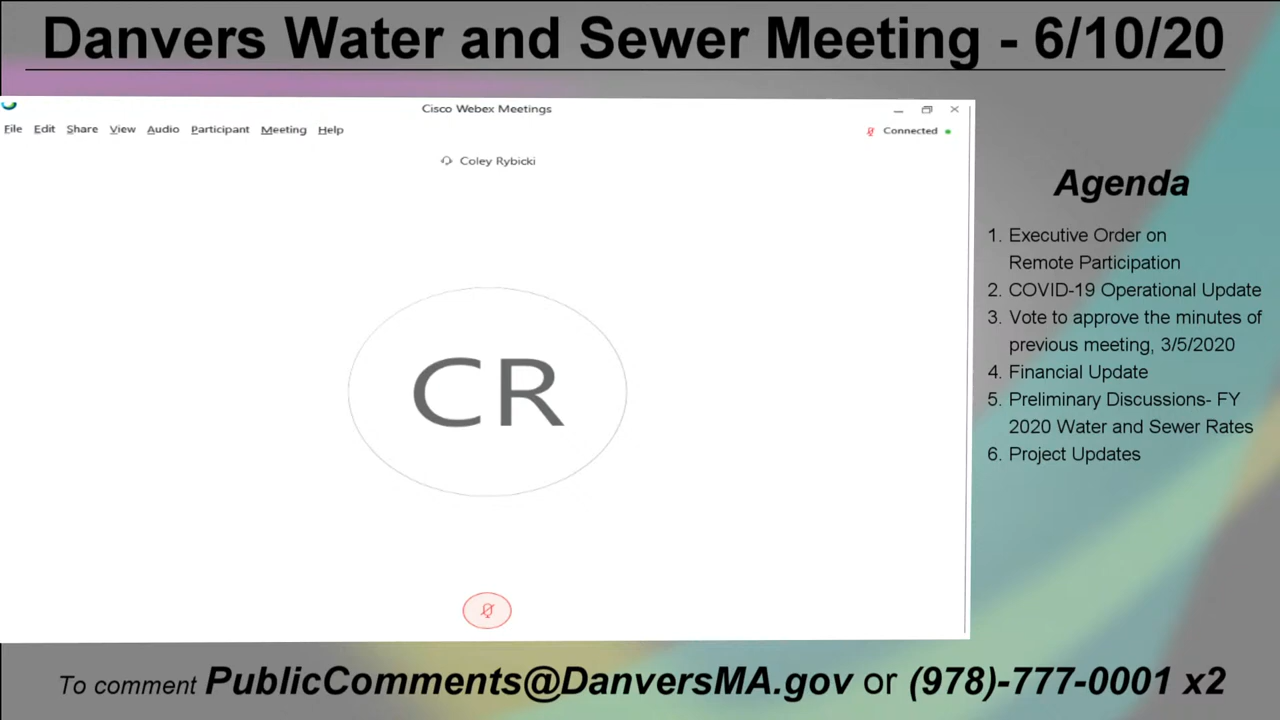 Danvers Water and Sewer Meeting - 6/10/20
Cisco Webex Meetings
File Edit Share View Audio Participant Meeting Help
Connected
Coley Rybicki
CR
Agenda
1. Executive Order on
Remote Participation
2. COVID-19 Operational Update
3. Vote to approve the minutes of
previous meeting, 3/5/2020
4. Financial Update
5. Preliminary Discussions- FY
2020 Water and Sewer Rates
6. Project Updates
To comment PublicComments@DanversMA.gov or (978)-777-0001 x2